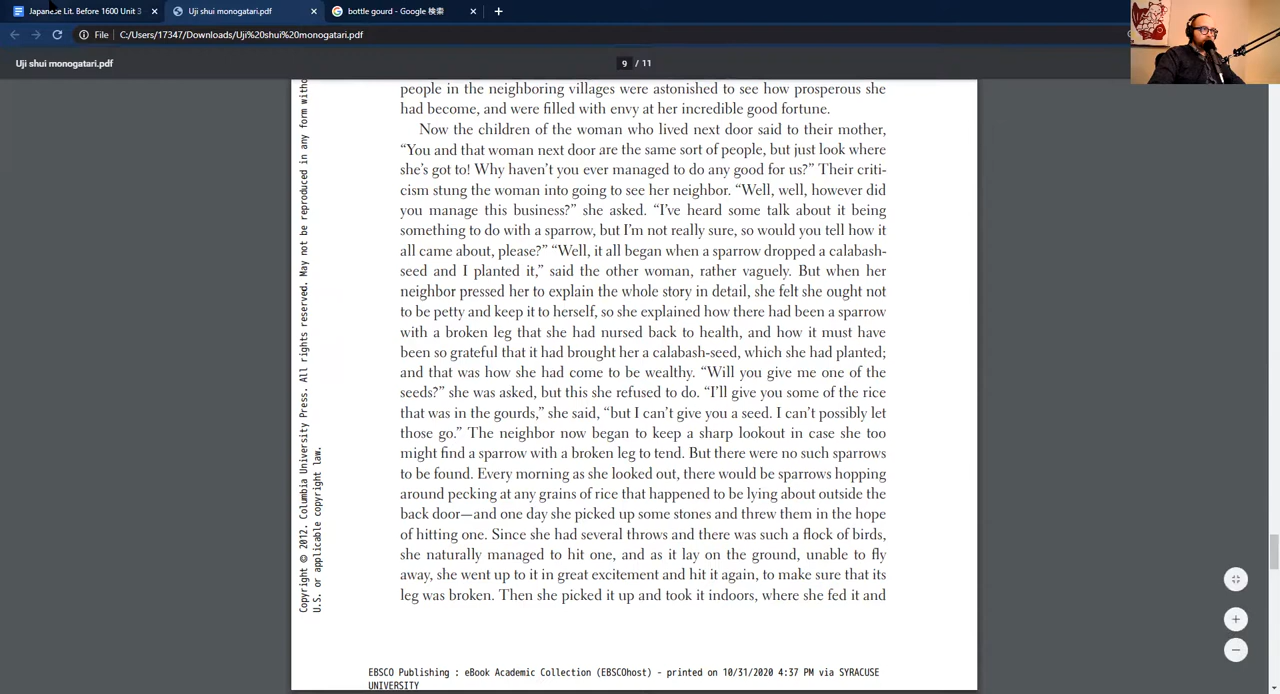 Japanese Lit. Before 1600 Unit 3
Uji shui monogatari.pdf
bottle gourd - Google 検索
File
C:/Users/17347/Downloads/Uji%20shui%20monogatari.pdf
Uji shui monogatari.pdf
9 / 11
people in the neighboring villages were astonished to see how prosperous she
had become, and were filled with envy at her incredible good fortune.
Now the children of the woman who lived next door said to their mother,
“You and that woman next door are the same sort of people, but just look where
she’s got to! Why haven’t you ever managed to do any good for us?” Their criti-
cism stung the woman into going to see her neighbor. “Well, well, however did
you manage this business?” she asked. “I’ve heard some talk about it being
something to do with a sparrow, but I’m not really sure, so would you tell how it
all came about, please?” “Well, it all began when a sparrow dropped a calabash-
seed and I planted it,” said the other woman, rather vaguely. But when her
neighbor pressed her to explain the whole story in detail, she felt she ought not
to be petty and keep it to herself, so she explained how there had been a sparrow
with a broken leg that she had nursed back to health, and how it must have
been so grateful that it had brought her a calabash-seed, which she had planted;
and that was how she had come to be wealthy. “Will you give me one of the
seeds?” she was asked, but this she refused to do. “I’ll give you some of the rice
that was in the gourds,” she said, “but I can’t give you a seed. I can’t possibly let
those go.” The neighbor now began to keep a sharp lookout in case she too
might find a sparrow with a broken leg to tend. But there were no such sparrows
to be found. Every morning as she looked out, there would be sparrows hopping
around pecking at any grains of rice that happened to be lying about outside the
back door—and one day she picked up some stones and threw them in the hope
of hitting one. Since she had several throws and there was such a flock of birds,
she naturally managed to hit one, and as it lay on the ground, unable to fly
away, she went up to it in great excitement and hit it again, to make sure that its
leg was broken. Then she picked it up and took it indoors, where she fed it and
Copyright © 2012. Columbia University Press. All rights reserved. May not be reproduced in any form witho
U.S. or applicable copyright law.
EBSCO Publishing : eBook Academic Collection (EBSCOhost) - printed on 10/31/2020 4:37 PM via SYRACUSE
UNIVERSITY